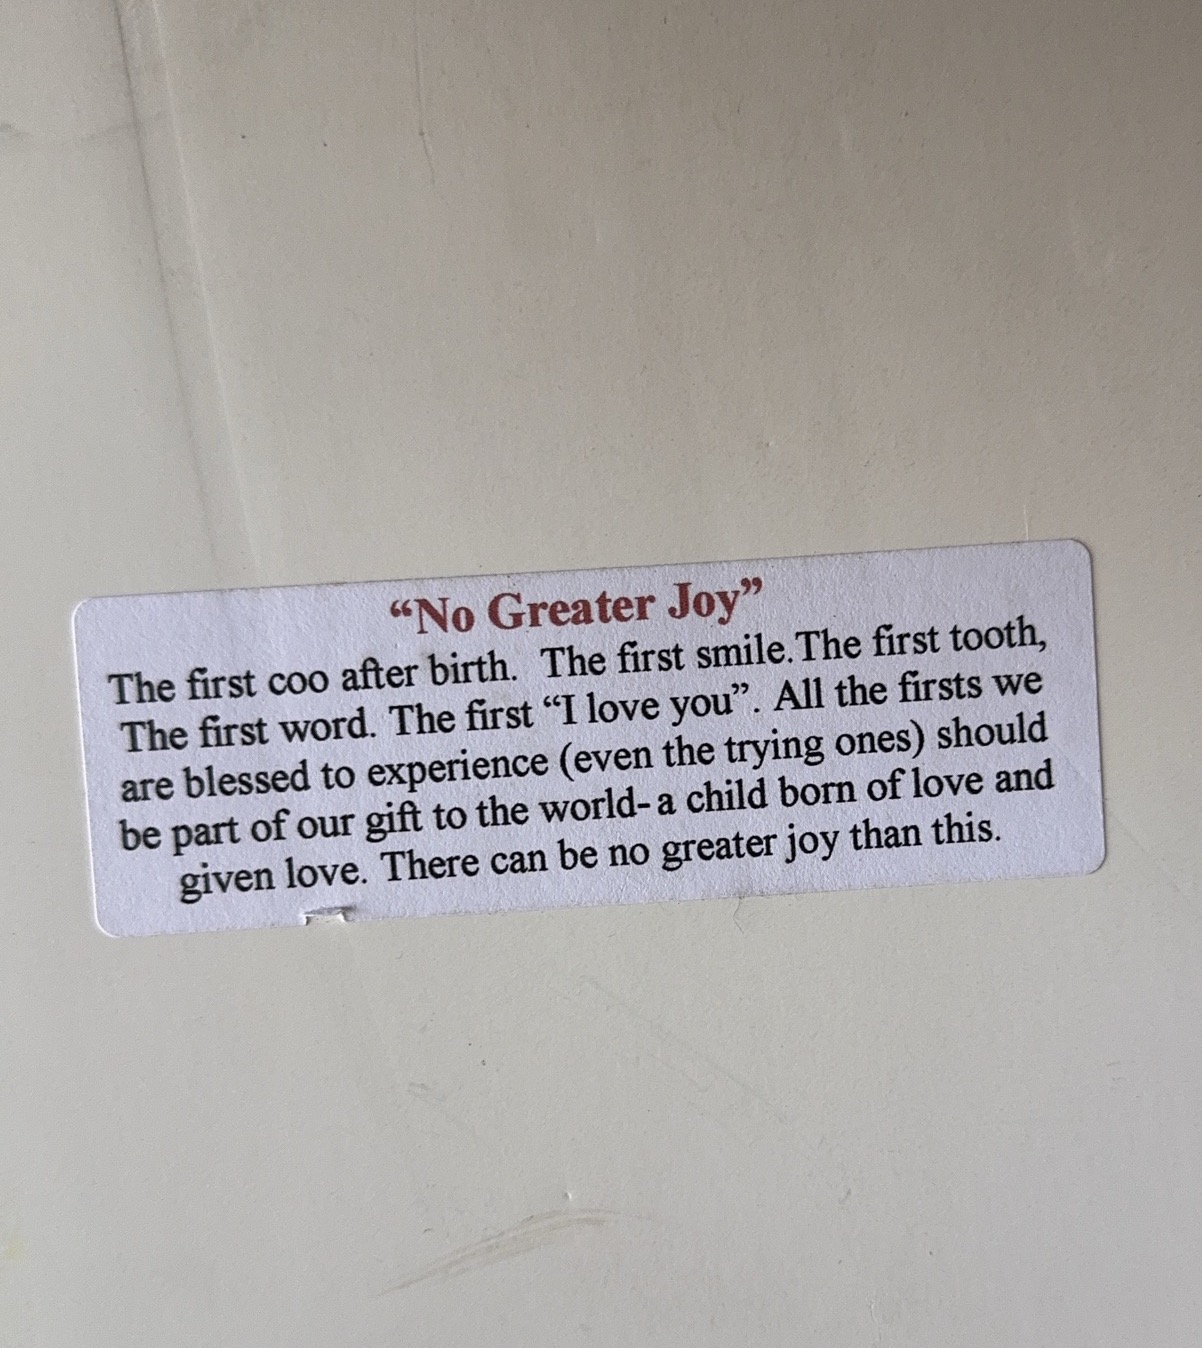 “No Greater Joy”
The first coo after birth.  The first smile.The first tooth,
The first word. The first “I love you”. All the firsts we
are blessed to experience (even the trying ones) should
be part of our gift to the world- a child born of love and
given love. There can be no greater joy than this.